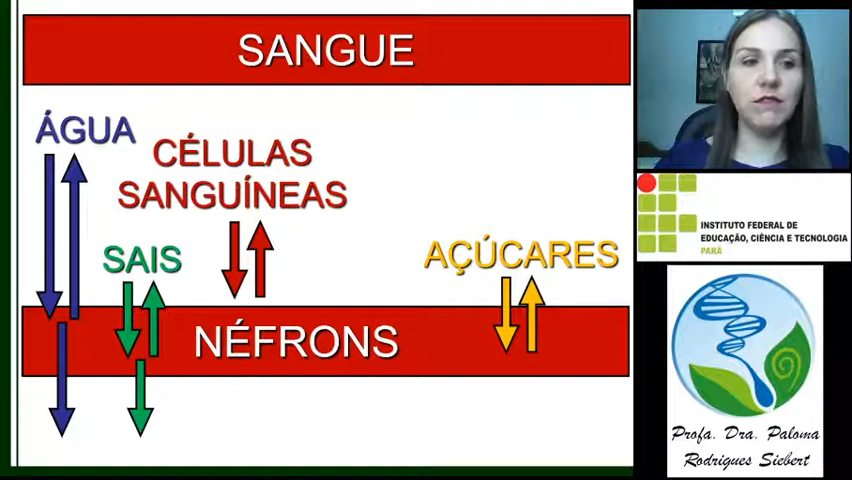 SANGUE
ÁGUA
CÉLULAS
SANGUÍNEAS
SAIS
AÇÚCARES
NÉFRONS
INSTITUTO FEDERAL DE
EDUCAÇÃO, CIÊNCIA E TECNOLOGIA
PARÁ
Profa. Dra. Paloma
Rodrigues Siebert